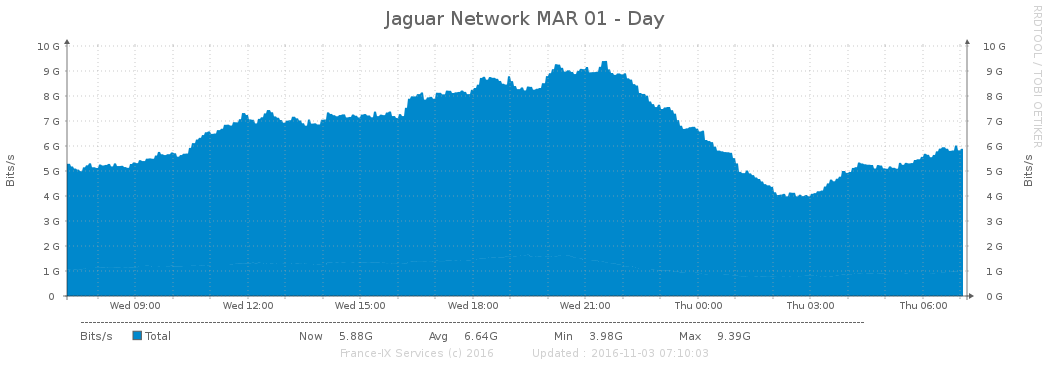 Jaguar Network MAR 01 - Day
RRDTOOL / TOBI OETIKER
Bits/s
Bits/s
10 G 10 G
9 G 9 G
8 G 8 G
7 G 7 G
6 G 6 G
5 G 5 G
4 G 4 G
3 G 3 G
2 G 2 G
1 G 1 G
0 0 G
Wed 09:00 Wed 12:00 Wed 15:00 Wed 18:00 Wed 21:00 Thu 00:00 Thu 03:00 Thu 06:00
Bits/s Total Now 5.88G Avg 6.64G Min 3.98G Max 9.39G
France-IX Services (c) 2016 Updated : 2016-11-03 07:10:03